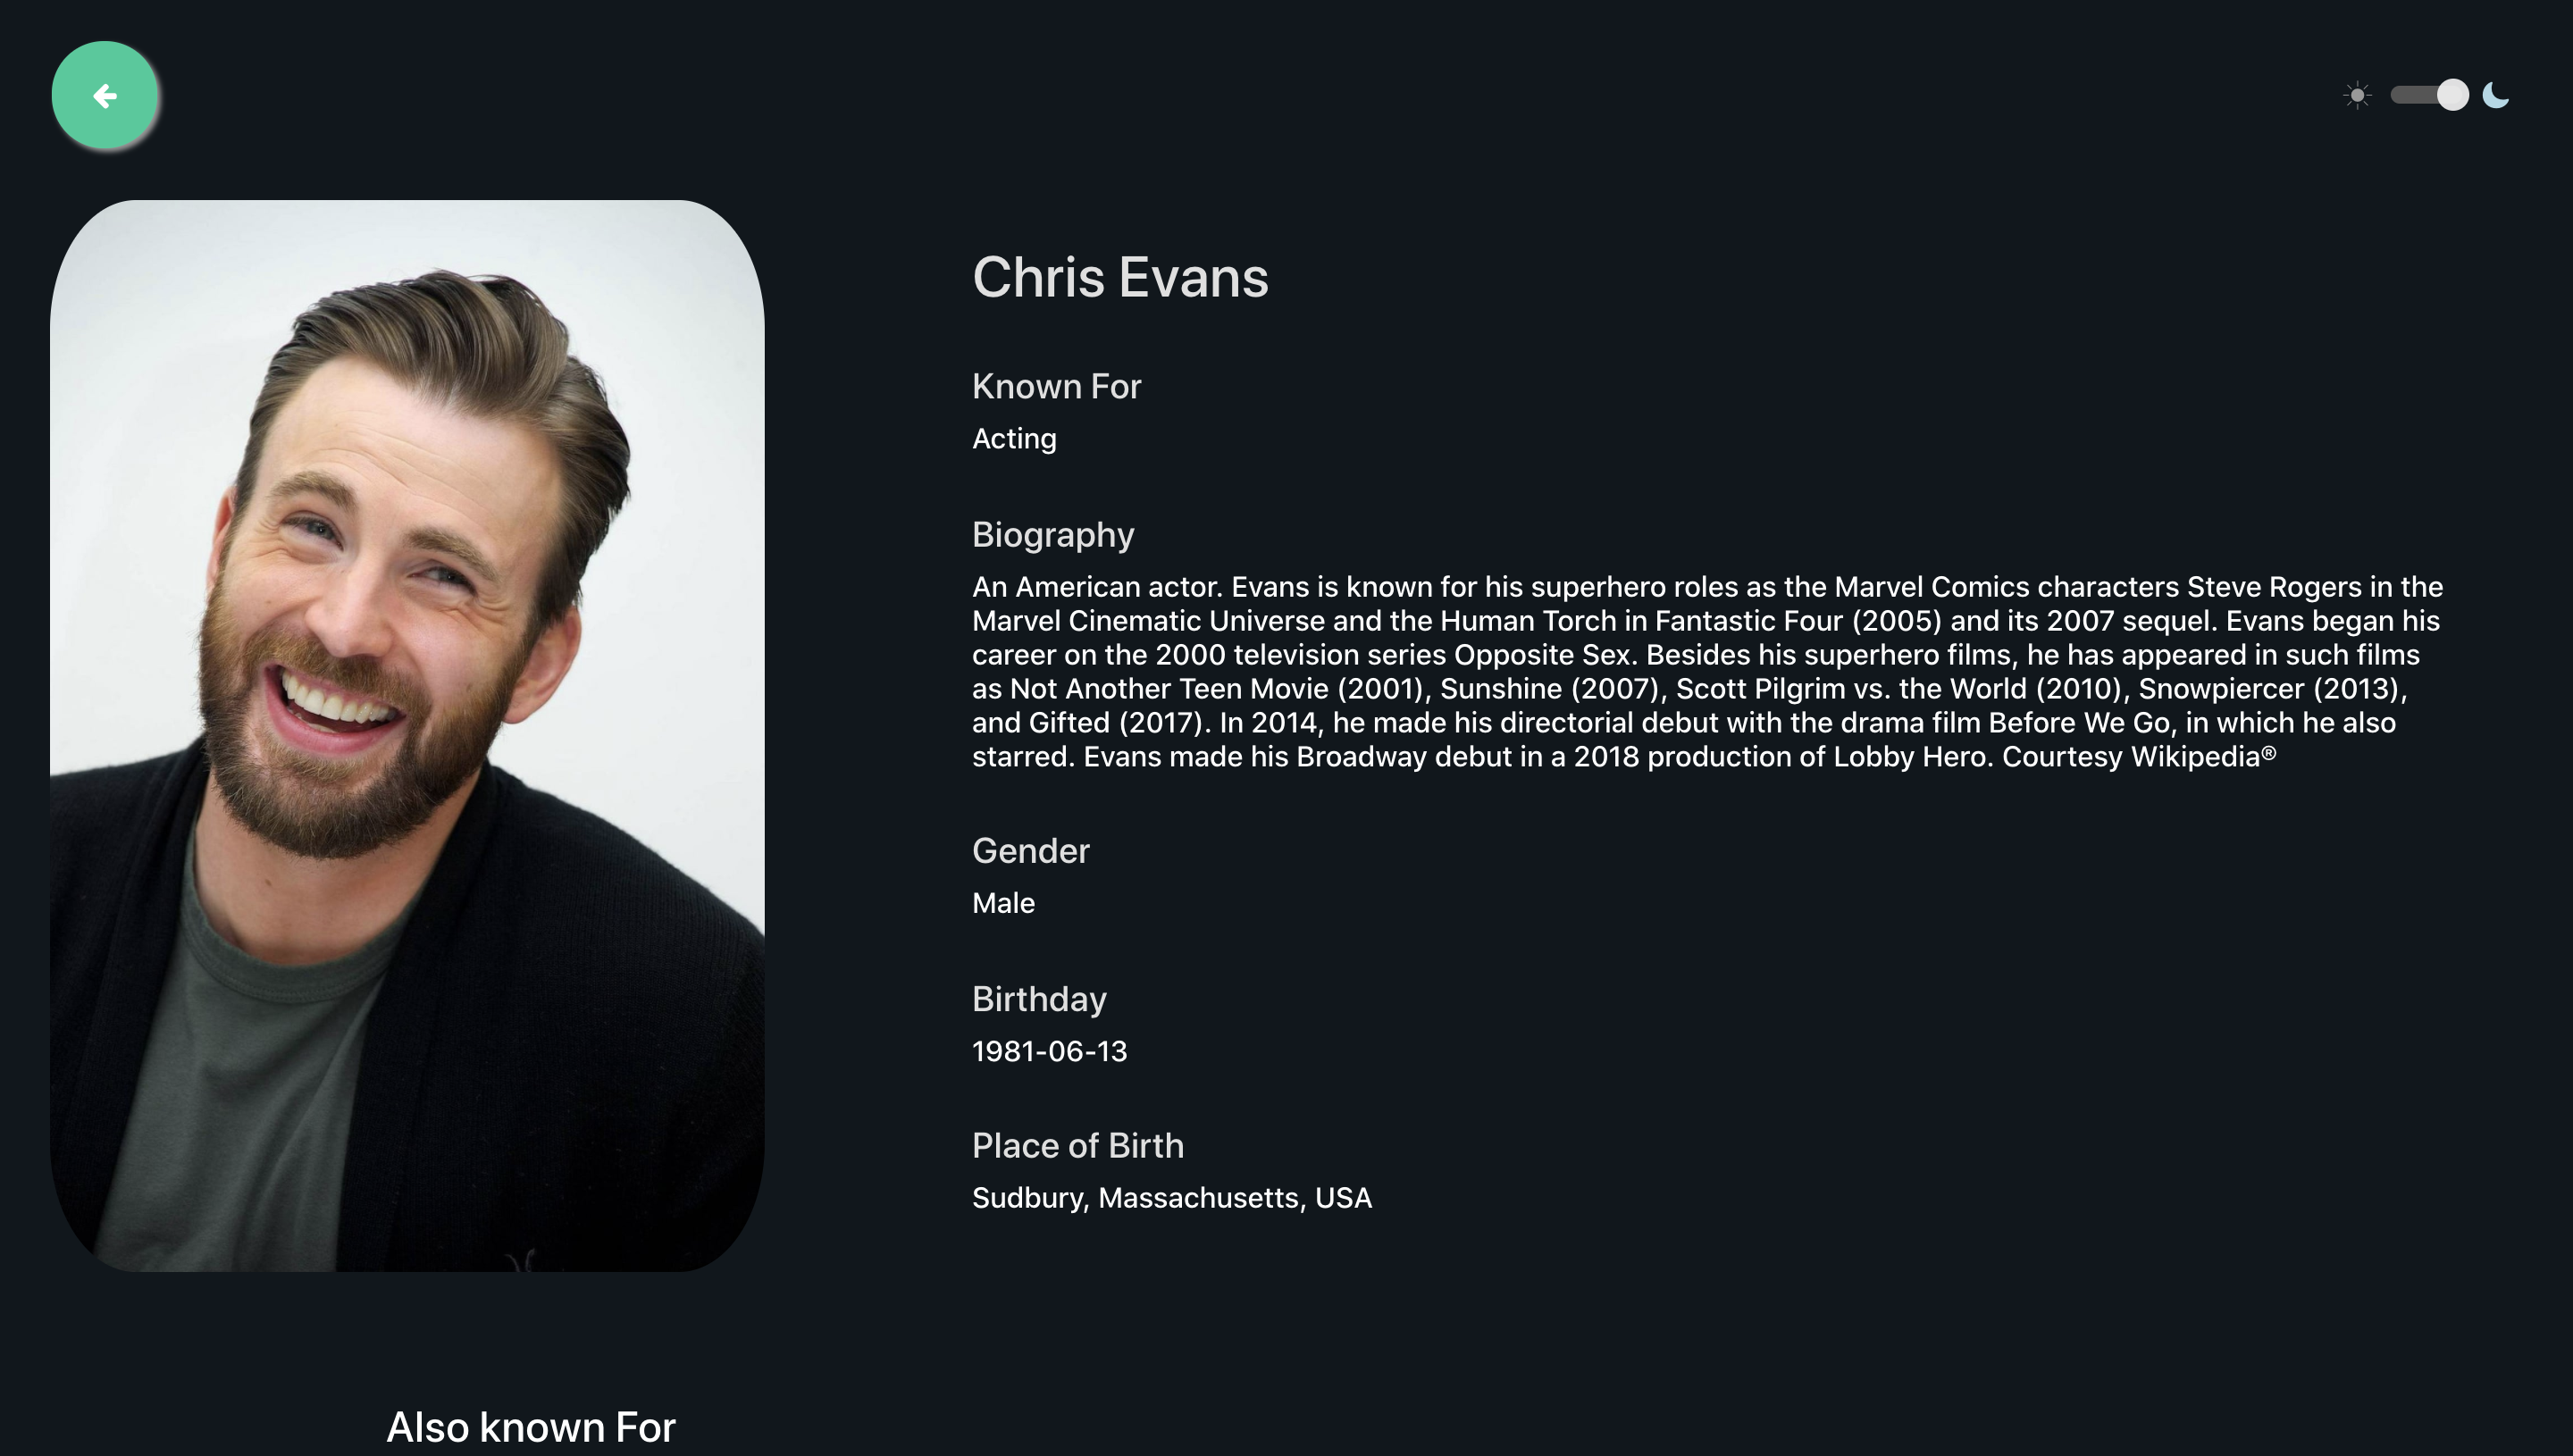 Chris Evans
Known For
Acting
Biography
An American actor. Evans is known for his superhero roles as the Marvel Comics characters Steve Rogers in the
Marvel Cinematic Universe and the Human Torch in Fantastic Four (2005) and its 2007 sequel. Evans began his
career on the 2000 television series Opposite Sex. Besides his superhero films, he has appeared in such films
as Not Another Teen Movie (2001), Sunshine (2007), Scott Pilgrim vs. the World (2010), Snowpiercer (2013),
and Gifted (2017). In 2014, he made his directorial debut with the drama film Before We Go, in which he also
starred. Evans made his Broadway debut in a 2018 production of Lobby Hero. Courtesy Wikipedia®
Gender
Male
Birthday
1981-06-13
Place of Birth
Sudbury, Massachusetts, USA
Also known For